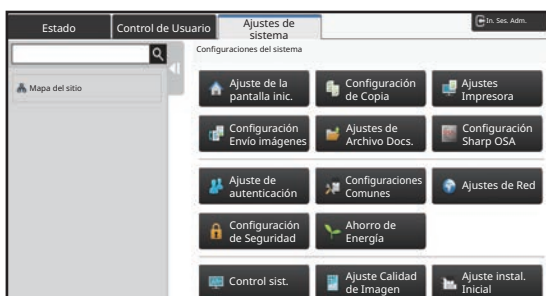 Estado
Control de Usuario
Ajustes de
sistema
In. Ses. Adm.
Configuraciones del sistema
Mapa del sitio
Ajuste de la
pantalla inic.
Configuración
de Copia
Ajustes
Impresora
Configuración
Envío imágenes
Ajustes de
Archivo Docs.
Configuración
Sharp OSA
Ajuste de
autenticación
Configuraciones
Comunes
Ajustes de Red
Configuración
de Seguridad
Ahorro de
Energía
Control sist.
Ajuste Calidad
de Imagen
Ajuste instal.
Inicial